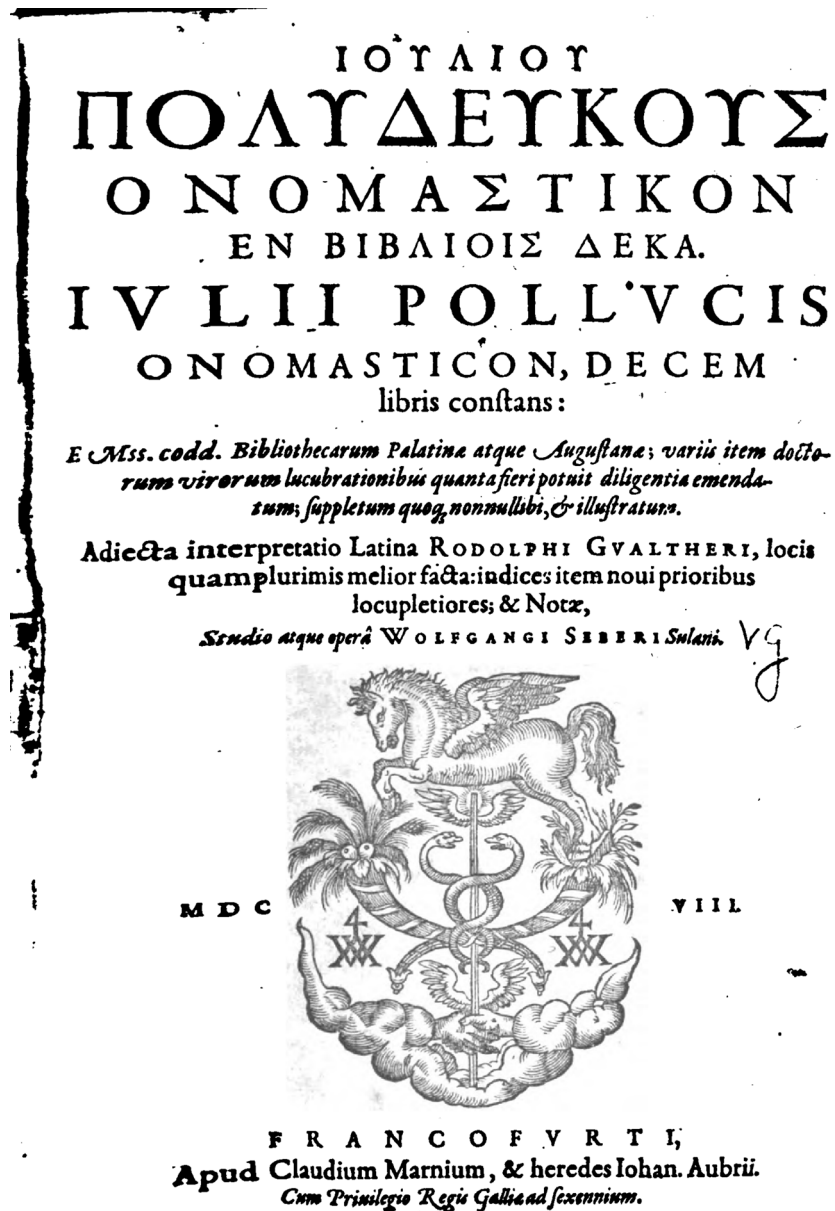 ΙΟΥΛΙΟΥ
ΠΟΛΥΔΕΥΚΟΥΣ
ΟΝΟΜΑΣΤΙΚΟΝ
ΕΝ ΒΙΒΛΙΟΙΣ ΔΕΚΑ.
IVLII POLLVCIS
ONOMASTICON, DECEM
libris conſtans:
E Mss. codd. Bibliothecarum Palatinæ atque Auguſtanæ; variis item docto-
rum virorum lucubrationibus quanta fieri potuit diligentia emenda-
tum; ſuppletum quoq; nonnullibi, & illuſtratum.
Adiecta interpretatio Latina RODOLPHI GVALTHERI, locis
quamplurimis melior facta: indices item noui prioribus
locupletiores; & Notæ,
Studio atque operâ WOLFGANGI SEBERI Sulani.
VG
MDC VIII.
FRANCOFVRTI,
Apud Claudium Marnium, & heredes Iohan. Aubrii.
Cum Priuilegio Regis Galliæ ad ſexennium.